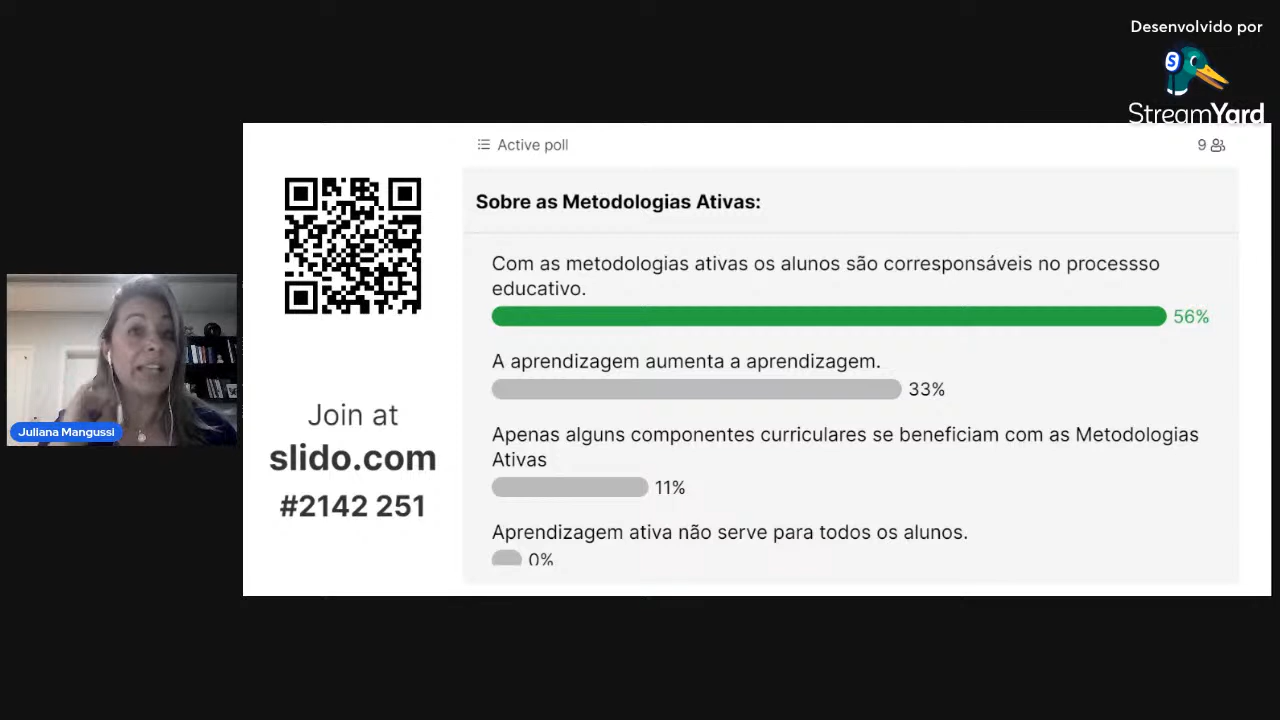 Desenvolvido por
StreamYard
Active poll
9
Sobre as Metodologias Ativas:
Com as metodologias ativas os alunos são corresponsáveis no processso
educativo.
56%
A aprendizagem aumenta a aprendizagem.
33%
Apenas alguns componentes curriculares se beneficiam com as Metodologias
Ativas
11%
Aprendizagem ativa não serve para todos os alunos.
0%
Join at
slido.com
#2142 251
Juliana Mangussi